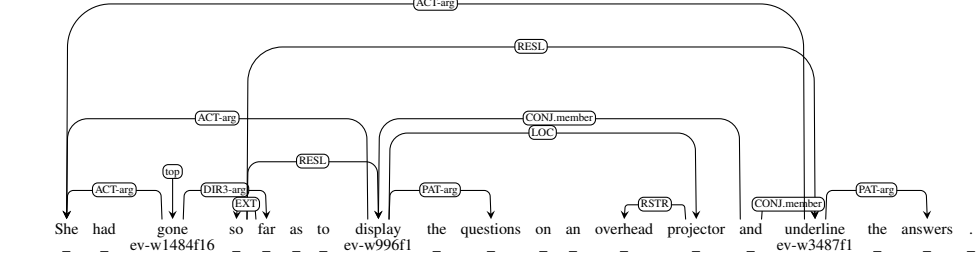 ACT-arg
RESL
ACT-arg CONJ.member
LOC
RESL
top
ACT-arg DIR3-arg PAT-arg PAT-arg
EXT RSTR CONJ.member
She had gone so far as to display the questions on an overhead projector and underline the answers .
_ _ ev-w1484f16 _ _ _ _ ev-w996f1 _ _ _ _ _ _ _ ev-w3487f1 _ _ _